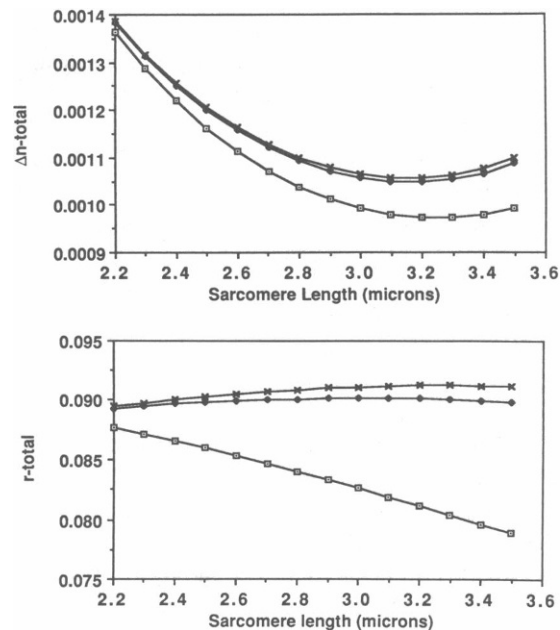 0.0014
0.0013
0.0012
0.0011
0.0010
0.0009
Δn-total
2.2 2.4 2.6 2.8 3.0 3.2 3.4 3.6
Sarcomere Length (microns)
0.095
0.090
0.085
0.080
0.075
r-total
2.2 2.4 2.6 2.8 3.0 3.2 3.4 3.6
Sarcomere length (microns)